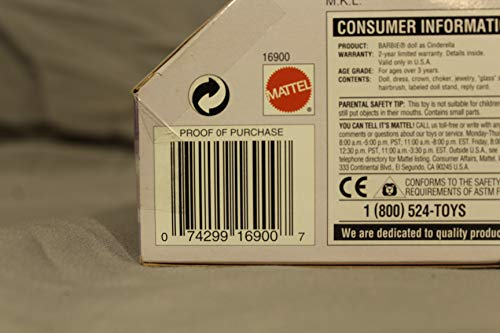 M.K.L.
16900
MATTEL
PROOF OF PURCHASE
0 74299 16900 7
CONSUMER INFORMATI
PRODUCT: BARBIE® doll as Cinderella
WARRANTY: 2-year limited warranty. Details inside.
Valid only in U.S.A.
AGE GRADE: For ages over 3 years.
CONTENTS: Doll, dress, crown, choker, jewelry, "glass"
hairbrush, labeled doll stand, reply card.
PARENTAL SAFETY TIP: This toy is not suitable for childre
still put objects in their mouths. Contains small parts.
YOU CAN TELL IT'S MATTEL! CALL us toll-free or write with any
comments or questions about our toys or service. Monday-Thu
8:00 a.m.-5:00 p.m. PST; 11:00 a.m.-8:00 p.m. EST. Friday, 8:00
12:30 p.m. PST, 11:00 a.m.-3:30 p.m. EST. Outside U.S.A., see
telephone directory for Mattel listing. Consumer Affairs, Mattel,
333 Continental Blvd., El Segundo, CA 90245 U.S.A.
CE CONFORMS TO THE SAFETY
REQUIREMENTS OF ASTM F
1 (800) 524-TOYS
We are dedicated to quality produc